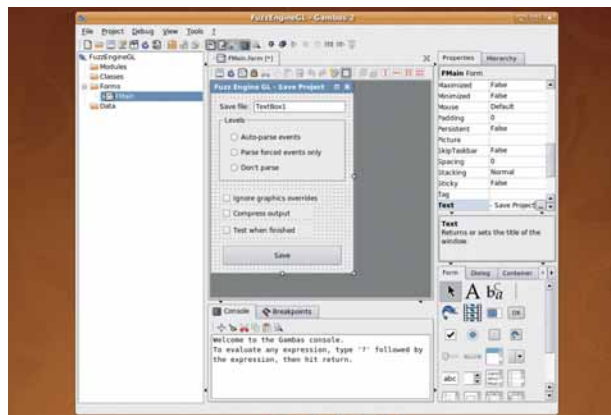 FuzzEngineGL - Gambas 2
File Project Debug View Tools ?
FuzzEngineGL
Modules
Classes
Forms
FMain
Data
FMain.form (*)
Fuzz Engine GL - Save Project
Save file:
TextBox1
Levels
Auto-parse events
Parse forced events only
Don't parse
Ignore graphics overrides
Compress output
Test when finished
Save
Console
Breakpoints
Welcome to the Gambas console.
To evaluate any expression, type '?' followed by
the expression, then hit return.
Properties
Hierarchy
FMain Form
Maximized False
Minimized False
Mouse Default
Padding 0
Persistent False
Picture
SkipTaskbar False
Spacing 0
Stacking Normal
Sticky False
Tag
Text - Save Project ...
Text
Returns or sets the title of the
window.
Form Dialog Container
A
OK
abc